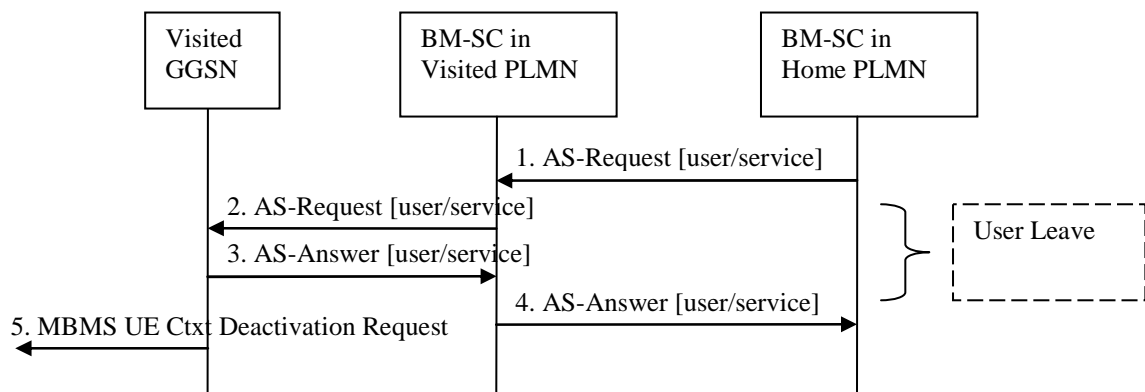 Visited
GGSN
BM-SC in
Visited PLMN
BM-SC in
Home PLMN
1. AS-Request [user/service]
2. AS-Request [user/service]
User Leave
3. AS-Answer [user/service]
4. AS-Answer [user/service]
5. MBMS UE Ctxt Deactivation Request